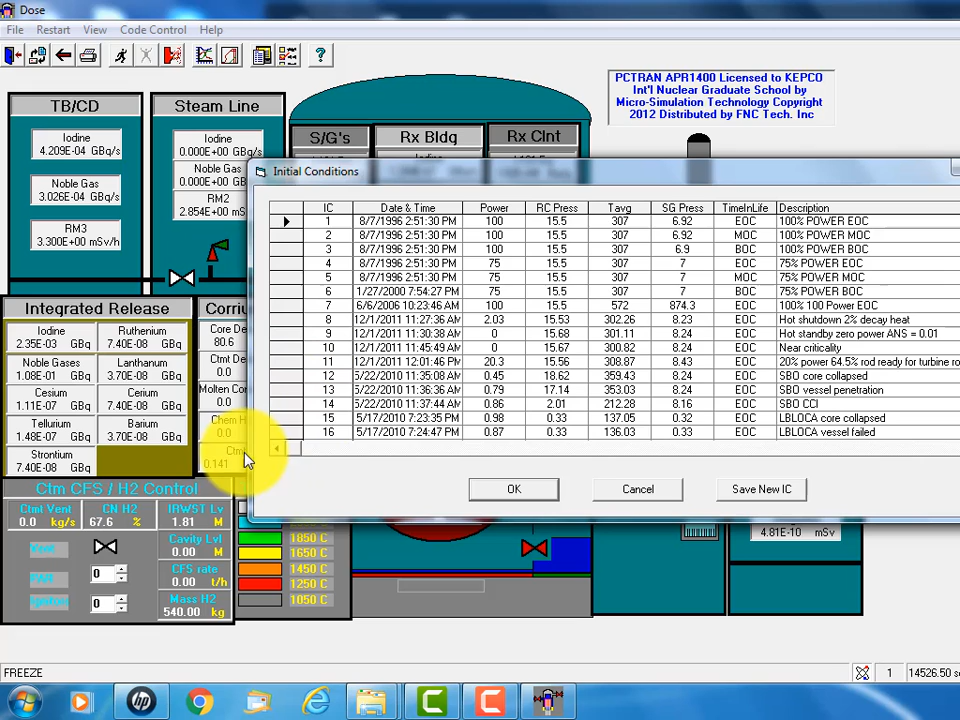 Dose
File Restart View Code Control Help
?
PCTRAN APR1400 Licensed to KEPCO
Int'l Nuclear Graduate School by
Micro-Simulation Technology Copyright
2012 Distributed by FNC Tech. Inc
TB/CD
Iodine
4.209E-04 GBq/s
Noble Gas
3.026E-04 GBq/s
RM3
3.300E+00 mSv/h
Steam Line
Iodine
0.000E+00 GBq/s
Noble Gas
0.000E+00 GBq/s
RM2
2.854E+00 mSv/
S/G's
Rx Bldg
Rx Clnt
Initial Conditions
IC Date & Time Power RC Press Tavg SG Press TimeInLife Description
1 8/7/1996 2:51:30 PM 100 15.5 307 6.92 EOC 100% POWER EOC
2 8/7/1996 2:51:30 PM 100 15.5 307 6.92 MOC 100% POWER MOC
3 8/7/1996 2:51:30 PM 100 15.5 307 6.9 BOC 100% POWER BOC
4 8/7/1996 2:51:30 PM 75 15.5 307 7 EOC 75% POWER EOC
5 8/7/1996 2:51:30 PM 75 15.5 307 7 MOC 75% POWER MOC
6 1/27/2000 7:54:27 PM 75 15.5 307 7 BOC 75% POWER BOC
7 6/6/2006 10:23:46 AM 100 15.5 572 874.3 EOC 100% 100 Power EOC
8 12/1/2011 11:27:36 AM 2.03 15.53 302.26 8.23 EOC Hot shutdown 2% decay heat
9 12/1/2011 11:30:38 AM 0 15.68 301.11 8.24 EOC Hot standby zero power ANS = 0.01
10 12/1/2011 11:45:49 AM 0 15.67 300.82 8.24 EOC Near criticality
11 12/1/2011 12:01:46 PM 20.3 15.97 308.87 8.43 EOC 20% power 64.5% rod ready for turbine ro
12 5/22/2010 11:35:08 AM 0.45 18.62 359.43 8.24 EOC SBO core collapsed
13 5/22/2010 11:36:36 AM 0.79 17.14 353.03 8.24 EOC SBO vessel penetration
14 5/22/2010 11:37:44 AM 0.86 2.01 212.28 8.16 EOC SBO CCI
15 5/17/2010 7:23:35 PM 0.98 0.33 137.05 0.32 EOC LBLOCA core collapsed
16 5/17/2010 7:24:47 PM 0.87 0.33 136.03 0.33 EOC LBLOCA vessel failed
OK Cancel Save New IC
Integrated Release
Iodine
2.35E-03
Ruthenium
7.40E-08
Noble Gases
1.08E-01
Lanthanum
3.70E-08
Cesium
1.11E-07
Cerium
7.40E-08
Tellurium
1.48E-07
Barium
3.70E-08
Strontium
7.40E-08
Corriu
Core De
80.6
Ctmt De
0.0
Molten Cor
0.0
Chem H
0.0
Ctm
0.141
Ctm CFS / H2 Control
Ctmt Vent
0.0 kg/s
CN H2
67.6 %
IRWST Lv
1.81 M
Cavity Lvl
0.00 M
CFS rate
0.00 t/h
Mass H2
540.00 kg
Vent
PAR
0
Igniter
0
1850 C
1650 C
1450 C
1250 C
1050 C
4.81E-10 mSv
FREEZE
1
14526.50 se
hp
C
C